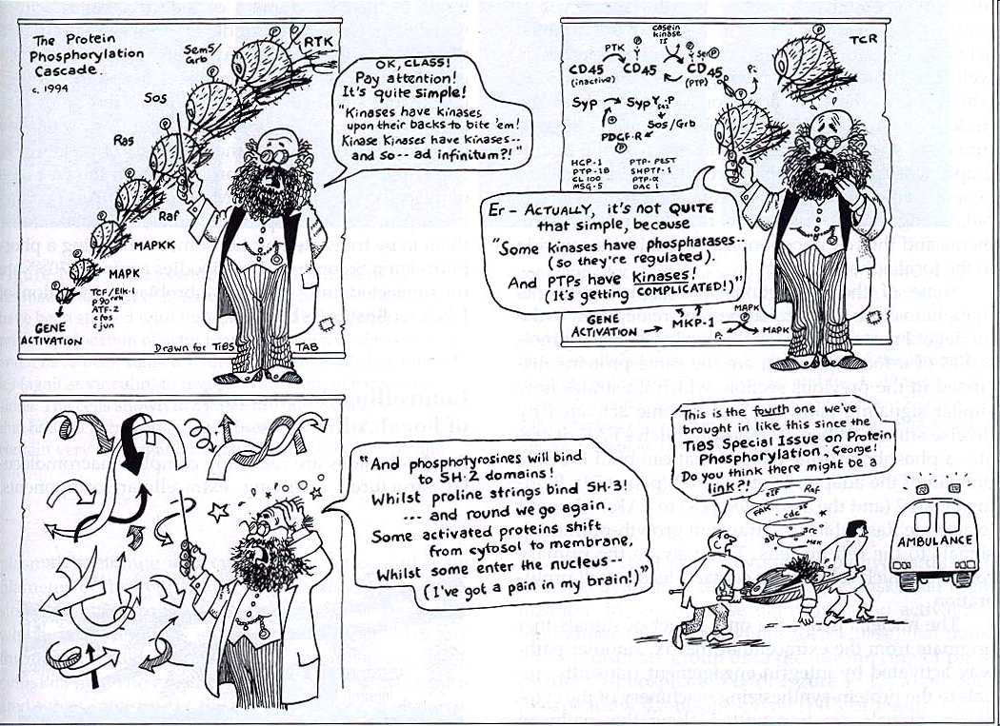 The Protein
Phosphorylation
Cascade.
c. 1994
Sem5/
Grb
RTK
Sos
Ras
Raf
MAPKK
MAPK
TCF/Elk-1
p62TCF
ATF-2
c fos
c jun
GENE
ACTIVATION
Drawn for TiBS
TAB
P
P
P
P
P
P
P
OK, CLASS!
Pay attention!
It's quite simple!
"Kinases have kinases
upon their backs to bite 'em!
Kinase Kinases have kinases--
and so-- ad infinitum?!"
TCR
casein
kinase
II
PTK
P
P
Ser P
CD45
CD45
CD45
(inactive)
(PTP)
Pi
Syp
Syp
P
Sos/Grb
+
PDGF-R
P
HCP-1
PTP-1B
CL 100
MSG-5
PTP-PEST
SHPTP-1
PTP-α
PAC 1
Er - ACTUALLY, it's not QUITE
that simple, because
"Some kinases have phosphatases...
(so they're regulated).
And PTPs have kinases!
(It's getting COMPLICATED!)"
GENE
ACTIVATION
MKP-1
MAPK
MAPK
"And phosphotyrosines will bind
to SH-2 domains!
Whilst proline strings bind SH-3!
---- and round we go again.
Some activated proteins shift
from cytosol to membrane,
Whilst some enter the nucleus--
(I've got a pain in my brain!)"
This is the fourth one we've
brought in like this since the
TiBS Special Issue on Protein
Phosphorylation, George!
Do you think there might be a
link?!
FAK
Raf
cdc
src
abl
MEK
AMBULANCE